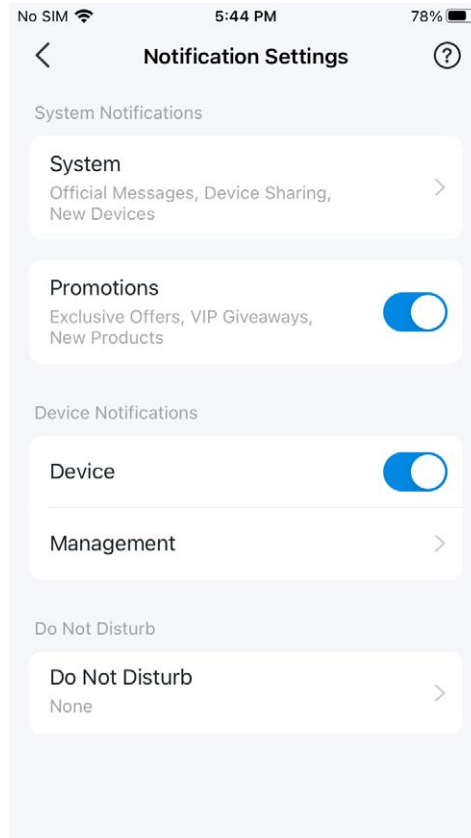 No SIM 5:44 PM 78%
Notification Settings ?
System Notifications
System
Official Messages, Device Sharing,
New Devices
Promotions
Exclusive Offers, VIP Giveaways,
New Products
Device Notifications
Device
Management
Do Not Disturb
Do Not Disturb
None